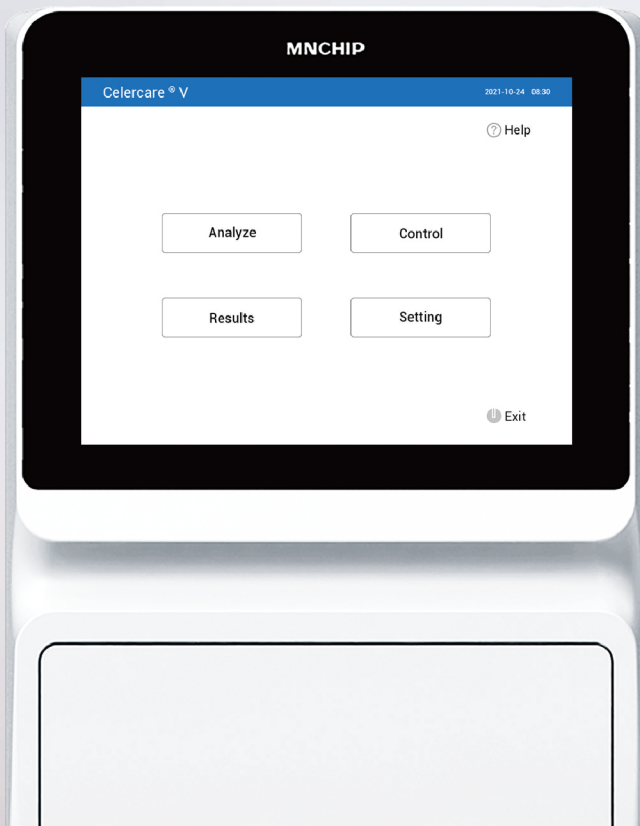 MNCHIP
Celercare ® V 2021-10-24 08:30
Help
Analyze Control
Results Setting
Exit